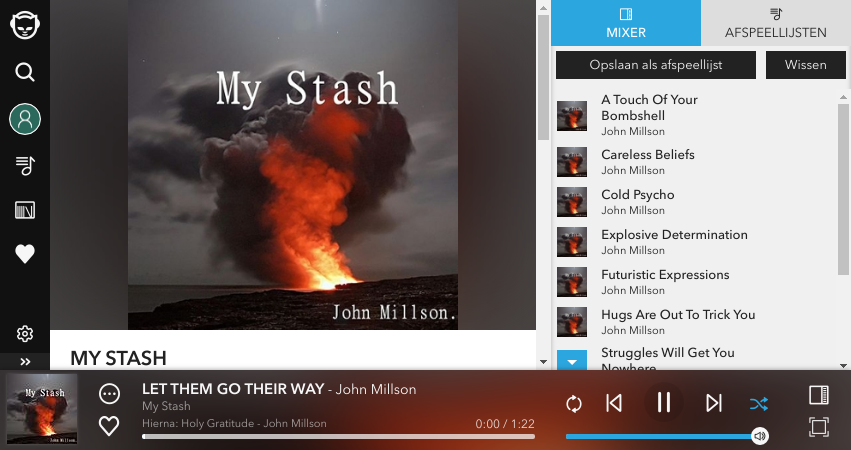 My Stash
John Millson.
MY STASH
MIXER
AFSPEELLIJSTEN
Opslaan als afspeellijst
Wissen
A Touch Of Your
Bombshell
John Millson
Careless Beliefs
John Millson
Cold Psycho
John Millson
Explosive Determination
John Millson
Futuristic Expressions
John Millson
Hugs Are Out To Trick You
John Millson
Struggles Will Get You
Nowhere
My Stash
John Millson.
LET THEM GO THEIR WAY - John Millson
My Stash
Hierna: Holy Gratitude - John Millson
0:00 / 1:22